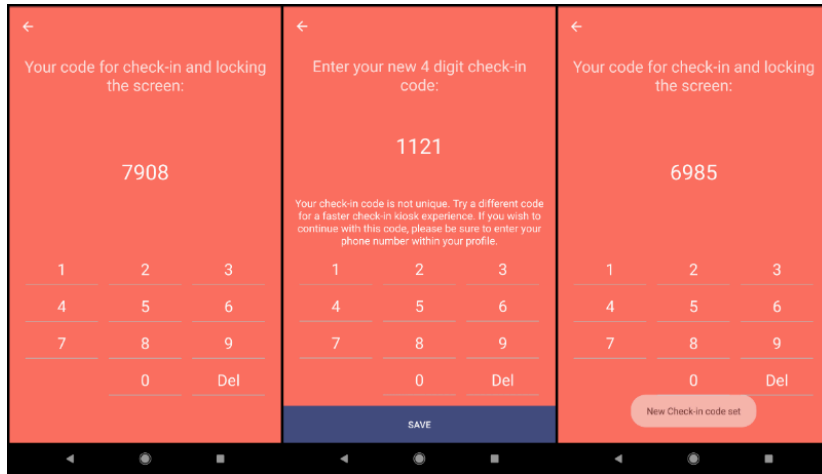 Your code for check-in and locking
the screen:
7908
1 2 3
4 5 6
7 8 9
0 Del
Enter your new 4 digit check-in
code:
1121
Your check-in code is not unique. Try a different code
for a faster check-in kiosk experience. If you wish to
continue with this code, please be sure to enter your
phone number within your profile.
1 2 3
4 5 6
7 8 9
0 Del
SAVE
Your code for check-in and locking
the screen:
6985
1 2 3
4 5 6
7 8 9
0 Del
New Check-in code set